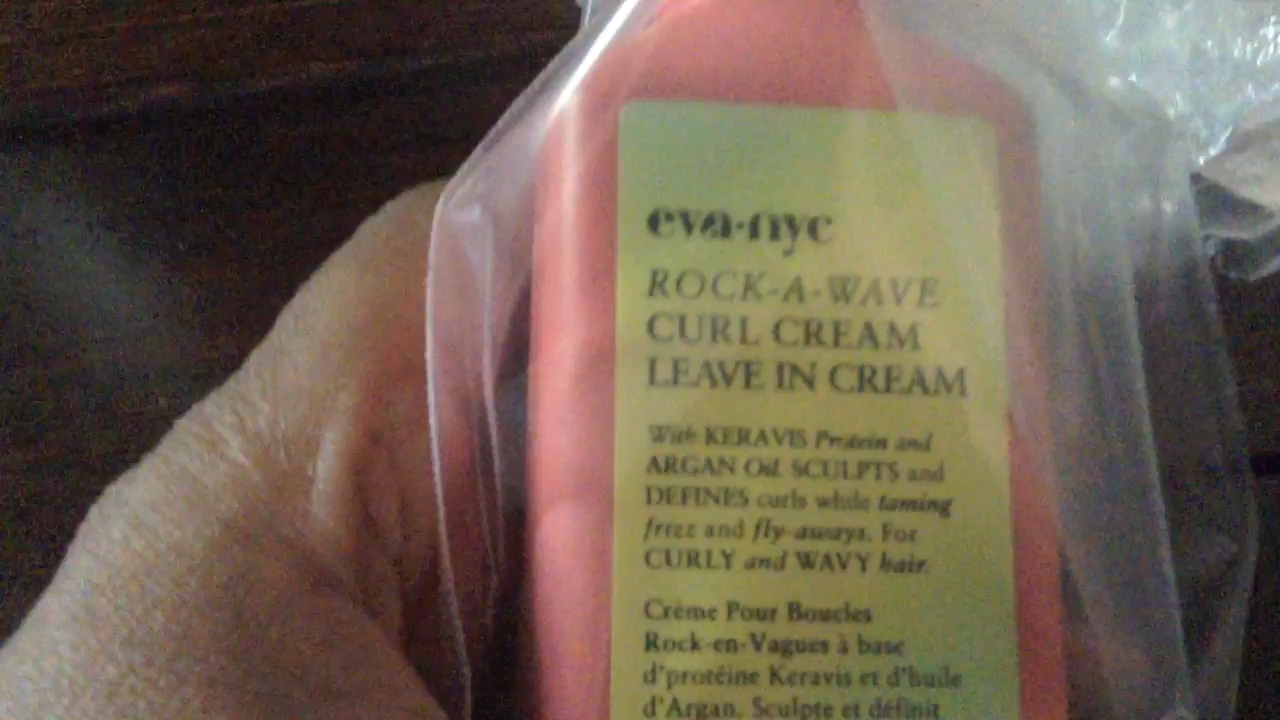 eva·nyc
ROCK-A-WAVE
CURL CREAM
LEAVE IN CREAM
With KERAVIS Protein and
ARGAN Oil. SCULPTS and
DEFINES curls while taming
frizz and fly-aways. For
CURLY and WAVY hair.
Crème Pour Boucles
Rock-en-Vagues à base
d'protéine Keravis et d'huile
d'Argan. Sculpte et définit